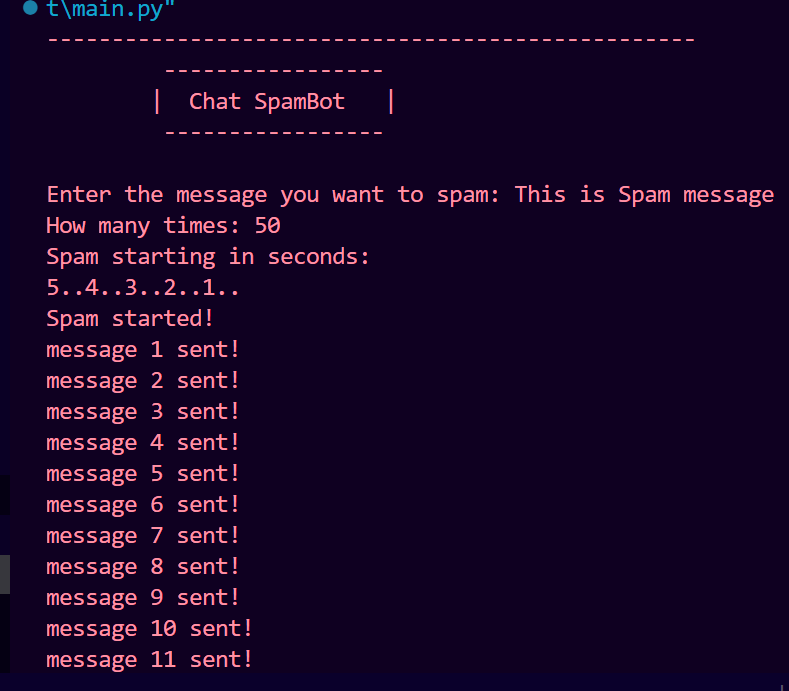 t\main.py"
--------------------------------------------------
-----------------
|  Chat SpamBot   |
-----------------
Enter the message you want to spam: This is Spam message
How many times: 50
Spam starting in seconds:
5..4..3..2..1..
Spam started!
message 1 sent!
message 2 sent!
message 3 sent!
message 4 sent!
message 5 sent!
message 6 sent!
message 7 sent!
message 8 sent!
message 9 sent!
message 10 sent!
message 11 sent!